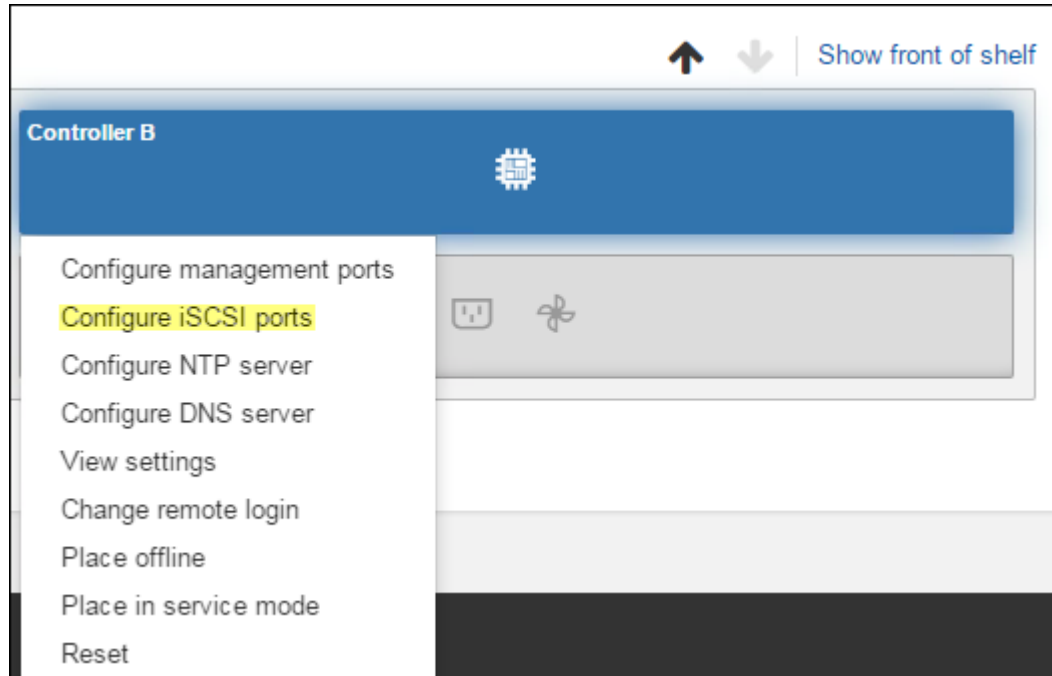 Show front of shelf
Controller B
Configure management ports
Configure iSCSI ports
Configure NTP server
Configure DNS server
View settings
Change remote login
Place offline
Place in service mode
Reset